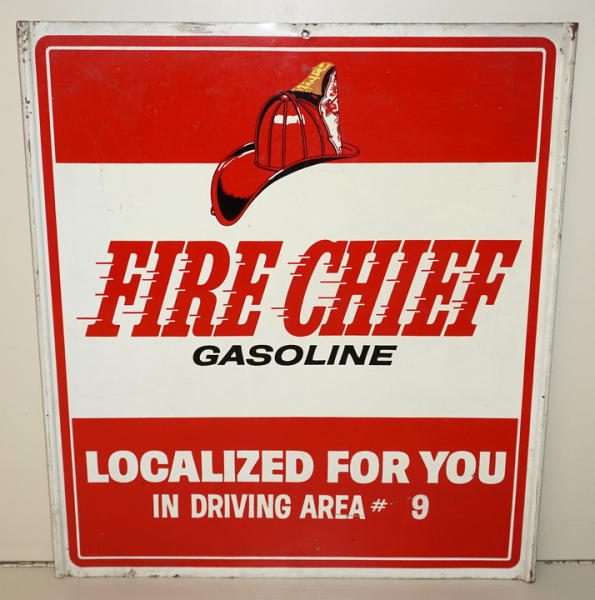 FIRE CHIEF
GASOLINE
LOCALIZED FOR YOU
IN DRIVING AREA # 9